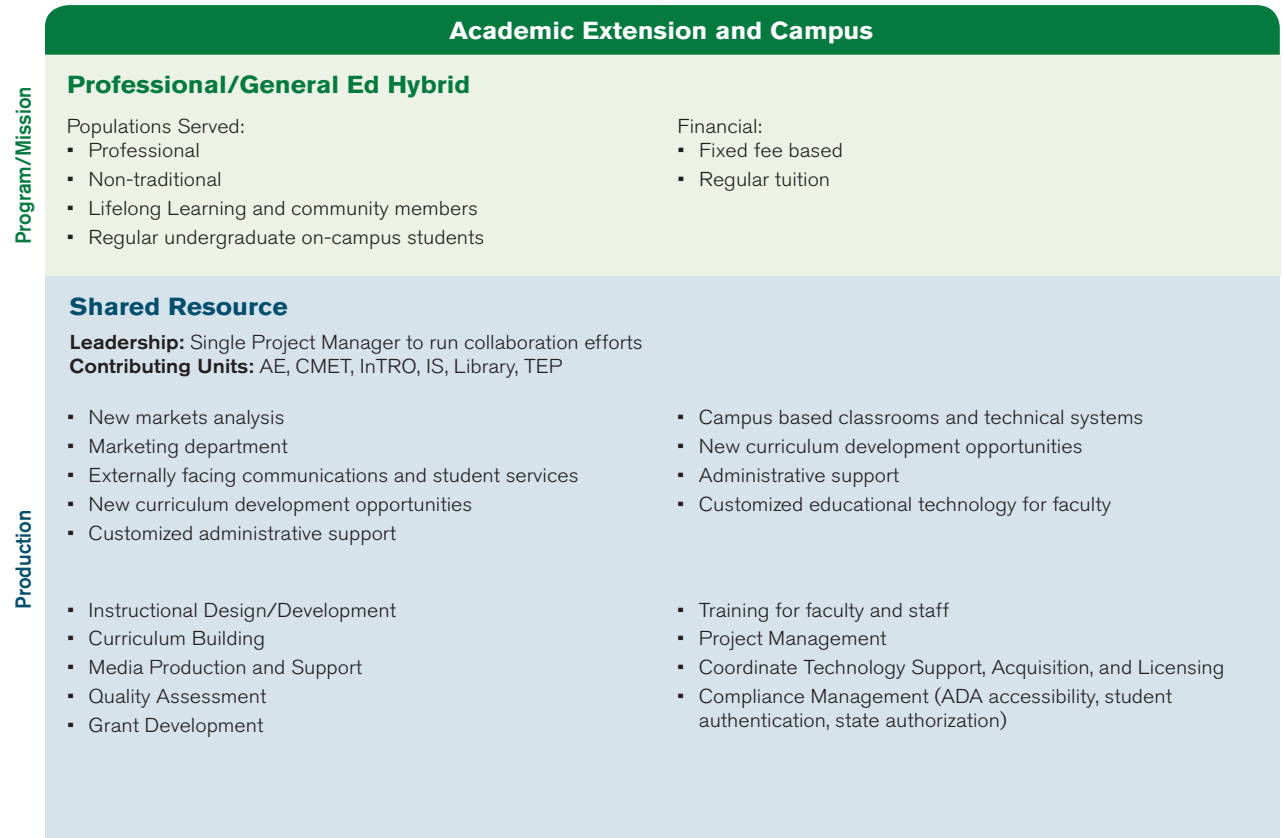 Academic Extension and Campus
Program/Mission
Professional/General Ed Hybrid
Populations Served:
▪ Professional
▪ Non-traditional
▪ Lifelong Learning and community members
▪ Regular undergraduate on-campus students
Financial:
▪ Fixed fee based
▪ Regular tuition
Production
Shared Resource
Leadership: Single Project Manager to run collaboration efforts
Contributing Units: AE, CMET, InTRO, IS, Library, TEP
▪ New markets analysis
▪ Marketing department
▪ Externally facing communications and student services
▪ New curriculum development opportunities
▪ Customized administrative support
▪ Campus based classrooms and technical systems
▪ New curriculum development opportunities
▪ Administrative support
▪ Customized educational technology for faculty
▪ Instructional Design/Development
▪ Curriculum Building
▪ Media Production and Support
▪ Quality Assessment
▪ Grant Development
▪ Training for faculty and staff
▪ Project Management
▪ Coordinate Technology Support, Acquisition, and Licensing
▪ Compliance Management (ADA accessibility, student
authentication, state authorization)